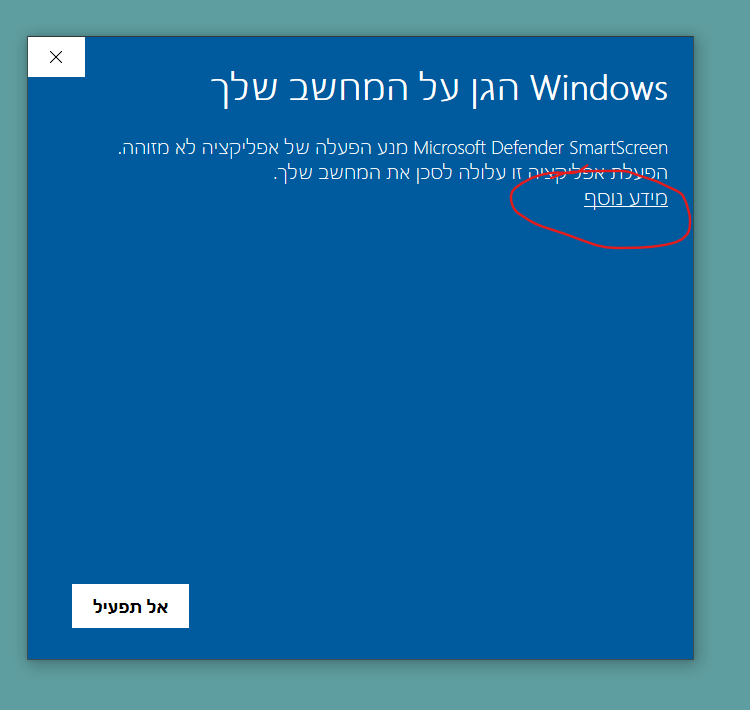 Windows הגן על המחשב שלך
Microsoft Defender SmartScreen מנע הפעלה של אפליקציה לא מזוהה.
הפעלת אפליקציה זו עלולה לסכן את המחשב שלך.
מידע נוסף
אל תפעיל